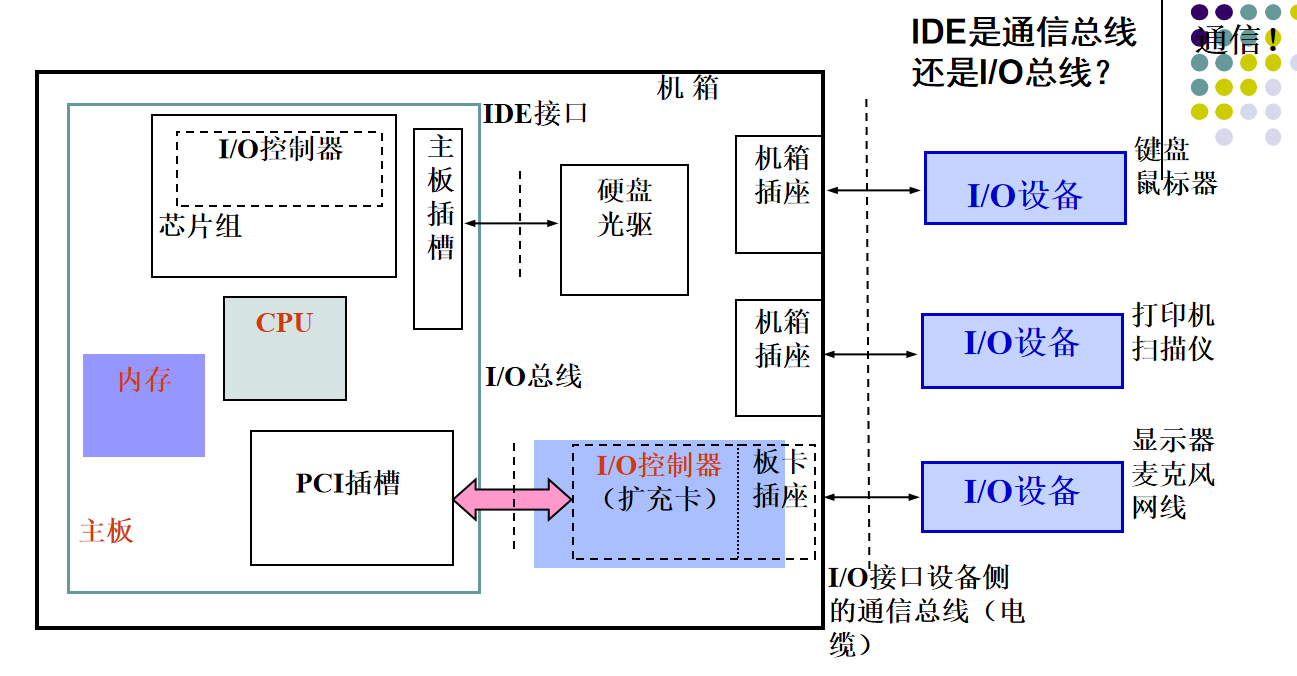 IDE是通信总线
还是I/O总线？
通信！
机 箱
IDE接口
I/O控制器
芯片组
主
板
插
槽
硬盘
光驱
机箱
插座
I/O设备
键盘
鼠标器
CPU
内存
机箱
插座
I/O设备
打印机
扫描仪
I/O总线
PCI插槽
主板
I/O控制器
（扩充卡）
板卡
插座
I/O设备
显示器
麦克风
网线
I/O接口设备侧
的通信总线（电
缆）